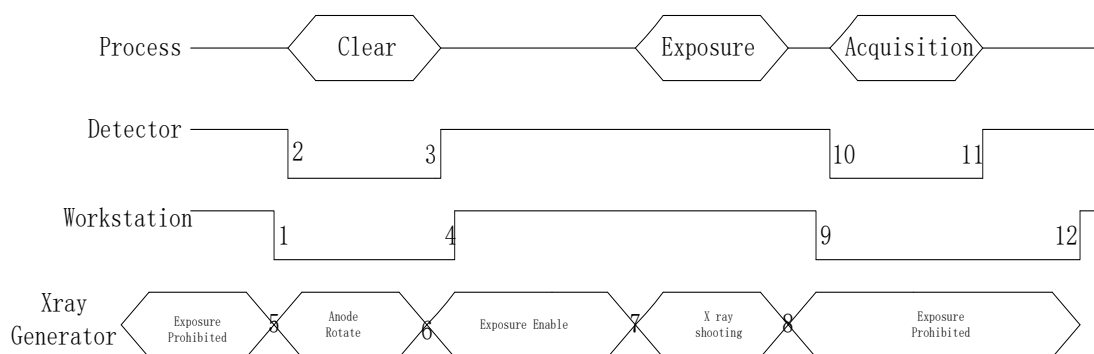 Process
Clear
Exposure
Acquisition
Detector
2
3
10
11
Workstation
1
4
9
12
Xray
Generator
Exposure
Prohibited
5
Anode
Rotate
6
Exposure Enable
7
X ray
shooting
8
Exposure
Prohibited